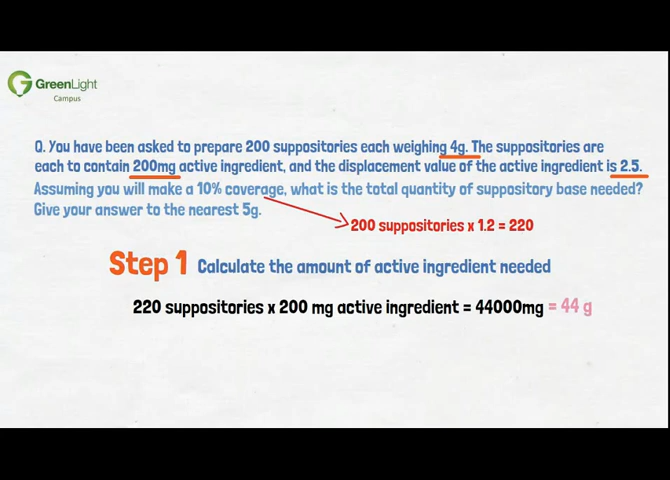 GreenLight
Campus
Q. You have been asked to prepare 200 suppositories each weighing 4g. The suppositories are
each to contain 200mg active ingredient, and the displacement value of the active ingredient is 2.5.
Assuming you will make a 10% coverage, what is the total quantity of suppository base needed?
Give your answer to the nearest 5g.
200 suppositories x 1.2 = 220
Step 1 Calculate the amount of active ingredient needed
220 suppositories x 200 mg active ingredient = 44000mg = 44 g